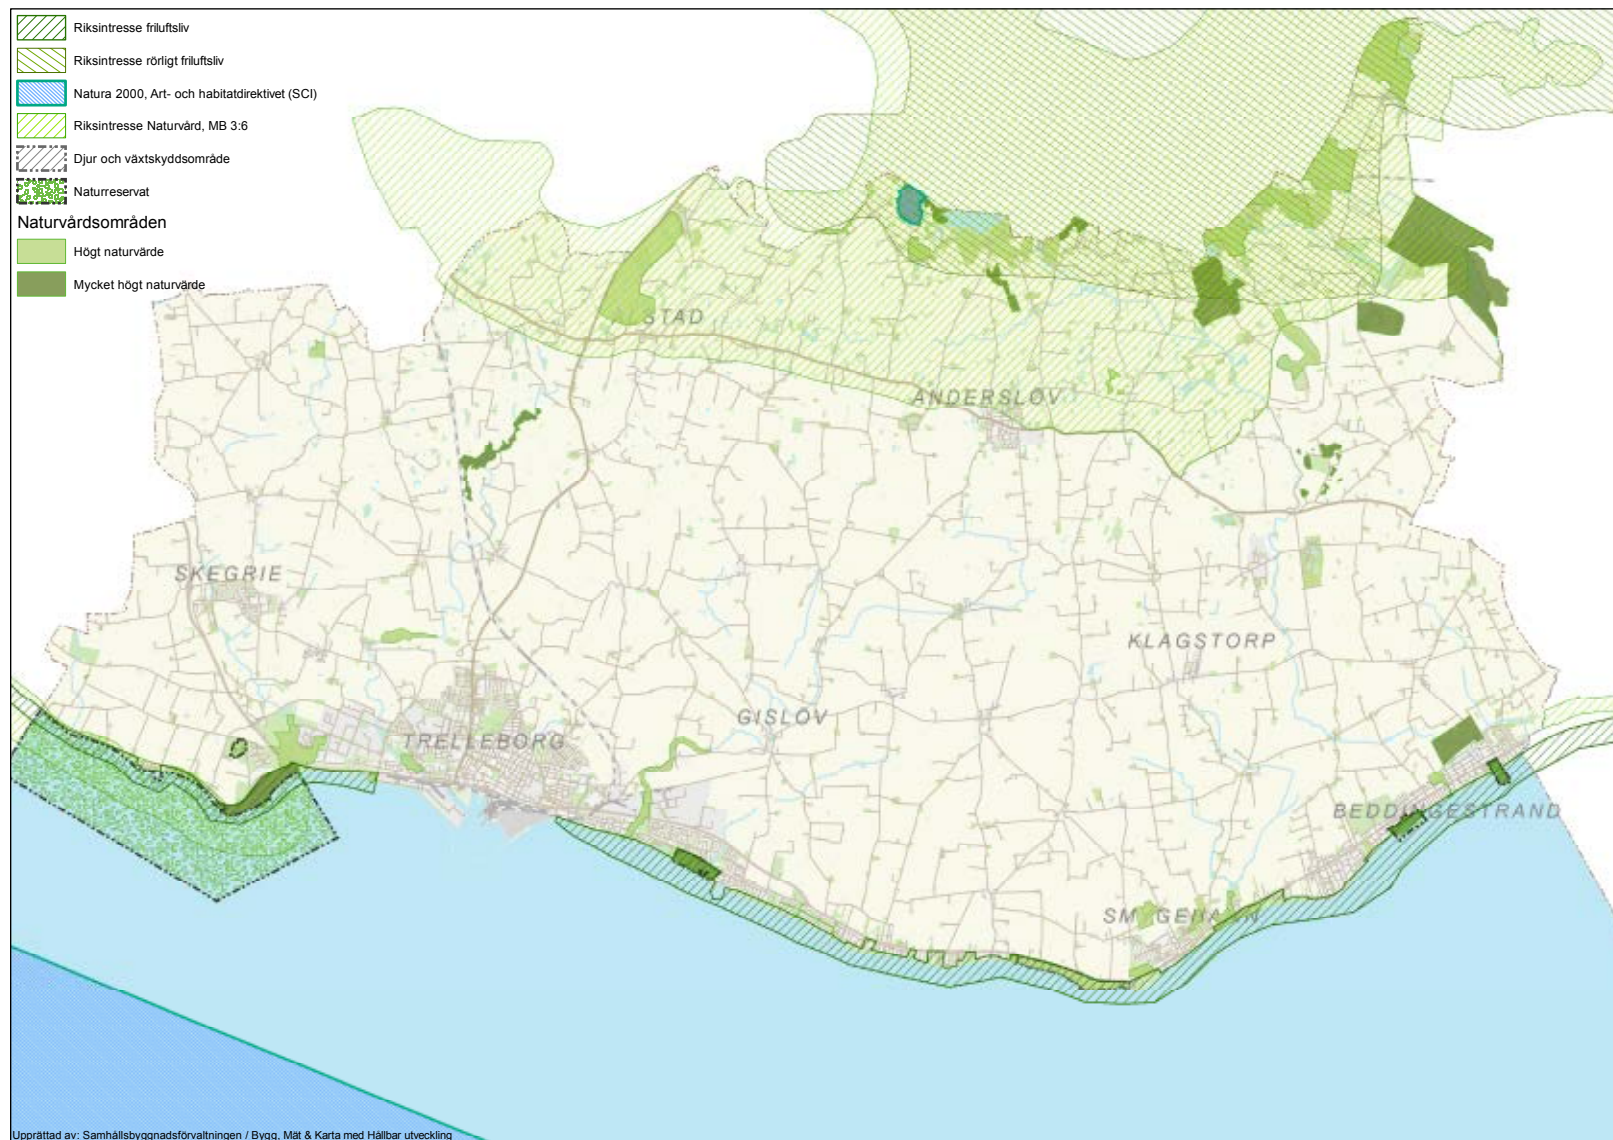 Riksintresse friluftsliv
Riksintresse rörligt friluftsliv
Natura 2000, Art- och habitatdirektivet (SCI)
Riksintresse Naturvård, MB 3:6
Djur och växtskyddsområde
Naturreservat
Naturvårdsområden
Högt naturvärde
Mycket högt naturvärde
STAD
ANDERSLÖV
SKEGRIE
KLAGSTORP
GISLÖV
TRELLEBORG
BEDDINGESTRAND
SMYGEHAMN
Upprättad av: Samhällsbyggnadsförvaltningen / Bygg, Mät & Karta med Hållbar utveckling